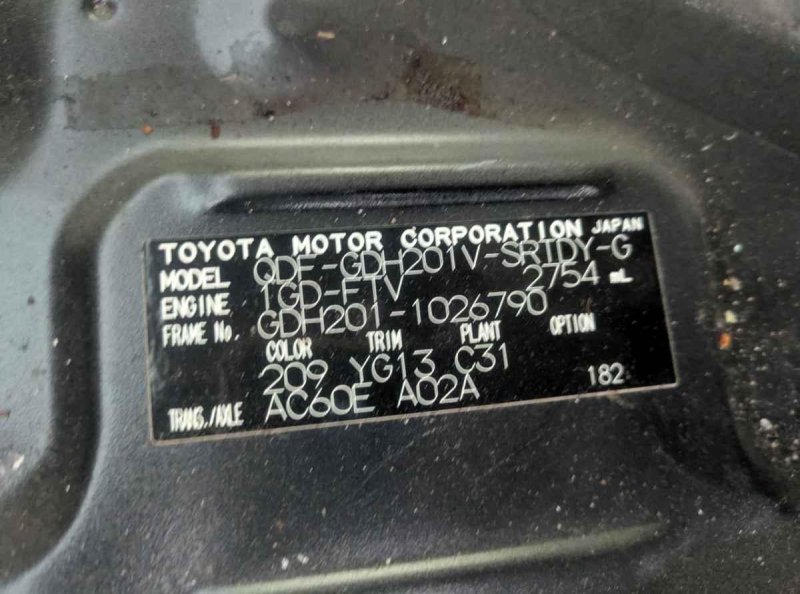 TOYOTA MOTOR CORPORATION JAPAN
MODEL QDF-GDH201V-SRTDY-G
ENGINE 1GD-FTV 2754 mL
FRAME No. GDH201-1026790
COLOR TRIM PLANT OPTION
209 YG13 C31
TRANS./AXLE AC60E A02A 182